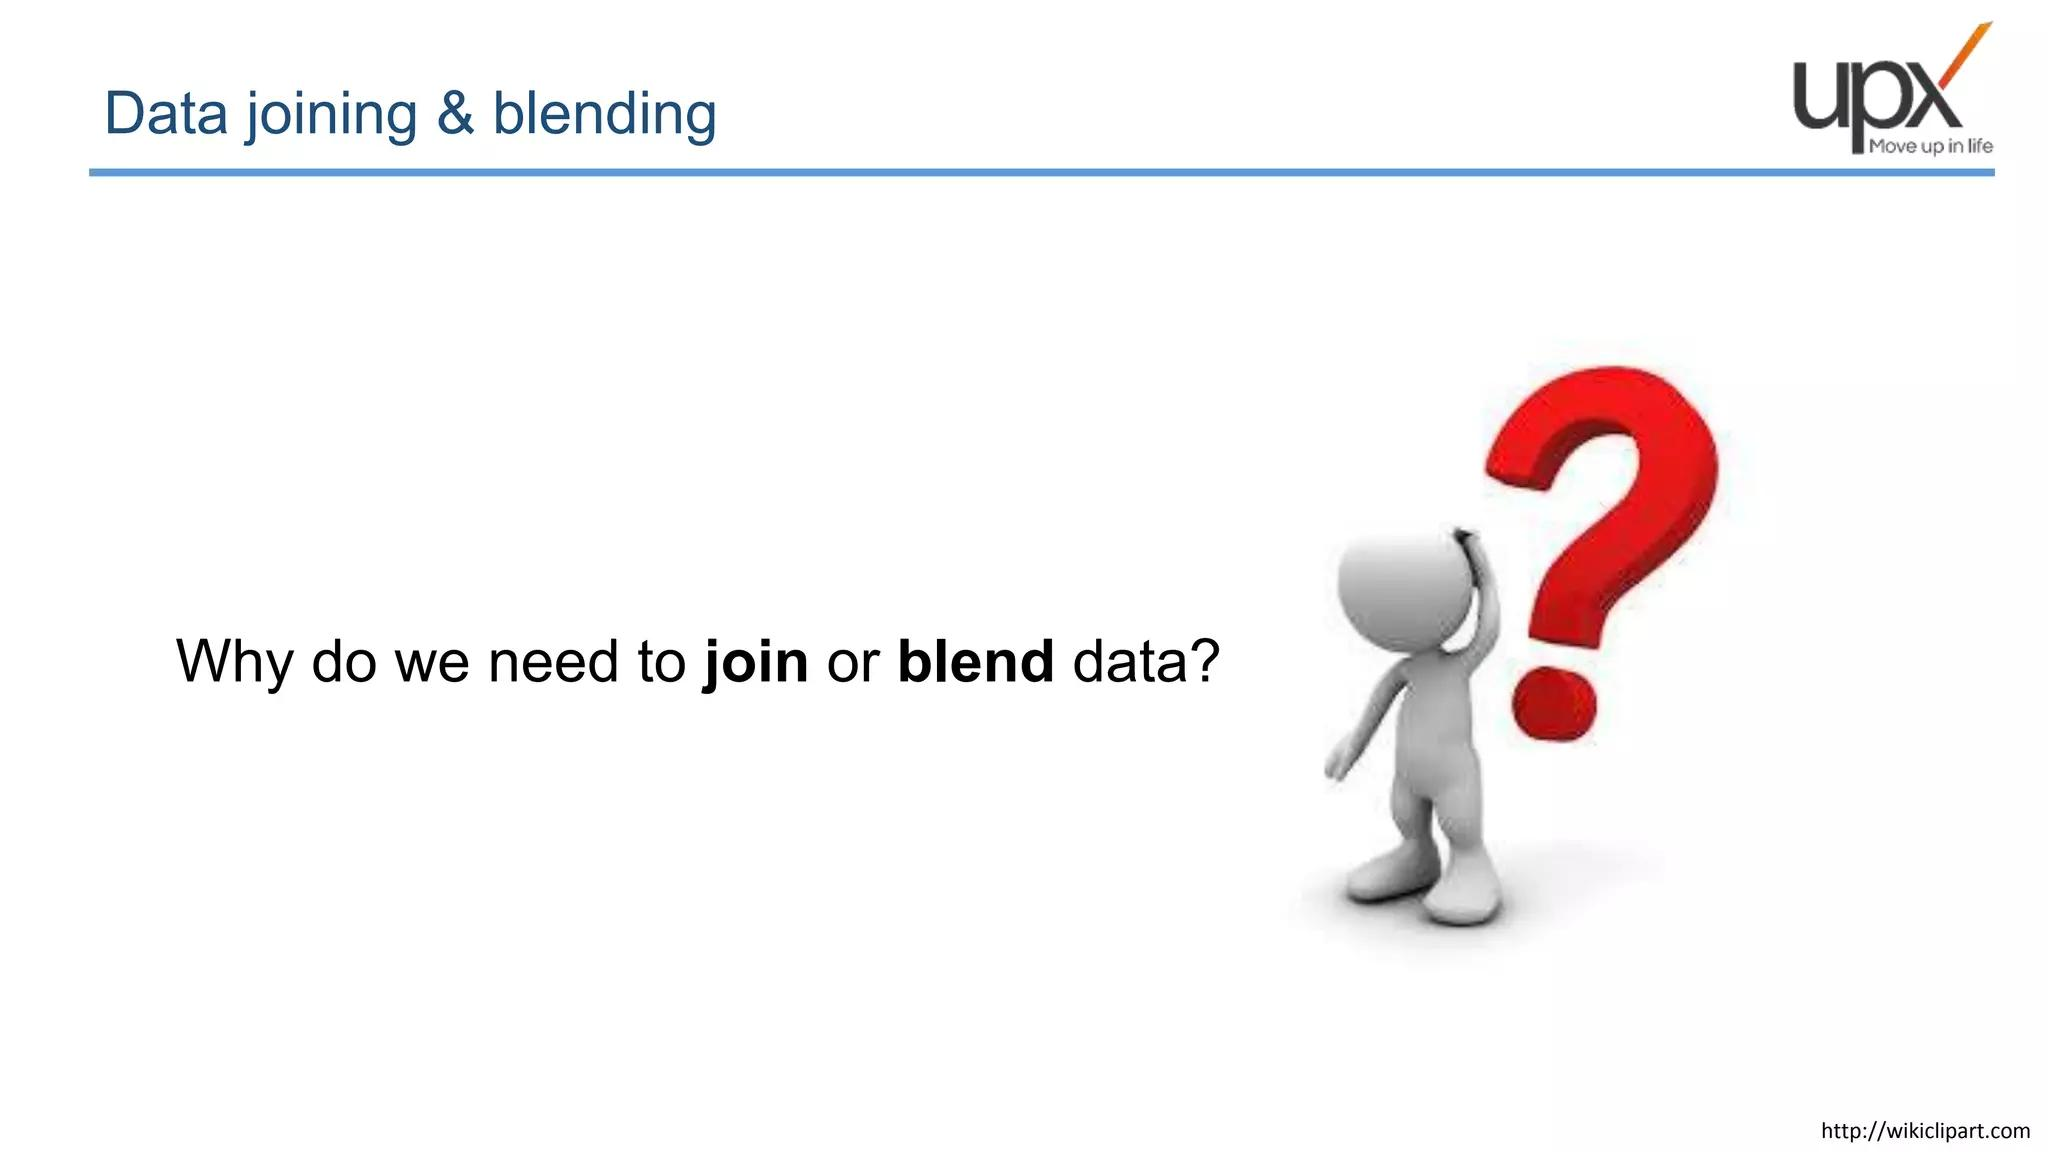 Data joining & blending
upx
Move up in life
Why do we need to join or blend data?
http://wikiclipart.com